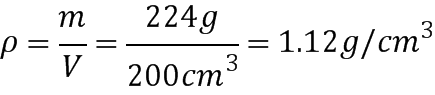 ρ = m/V = 224g/200cm³ = 1.12g/cm³